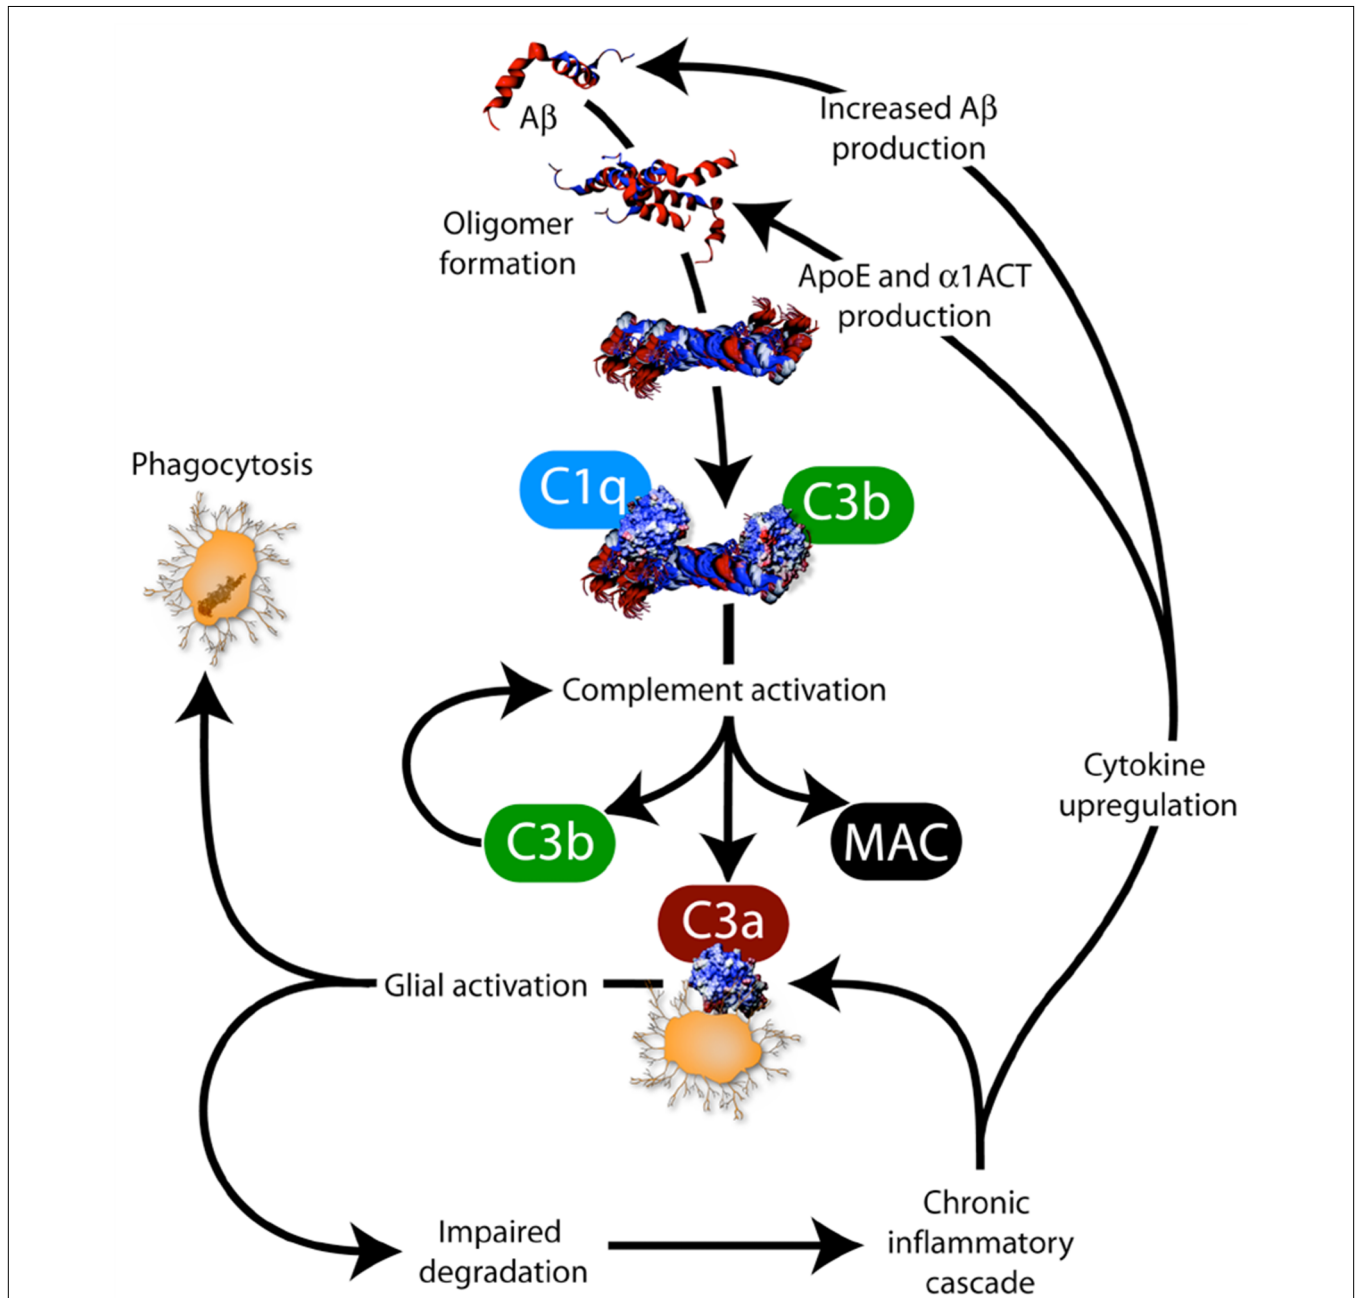 Aβ
Increased Aβ
production
Oligomer
formation
ApoE and α1ACT
production
Phagocytosis
C1q
C3b
Complement activation
C3b
MAC
Cytokine
upregulation
C3a
Glial activation
Impaired
degradation
Chronic
inflammatory
cascade